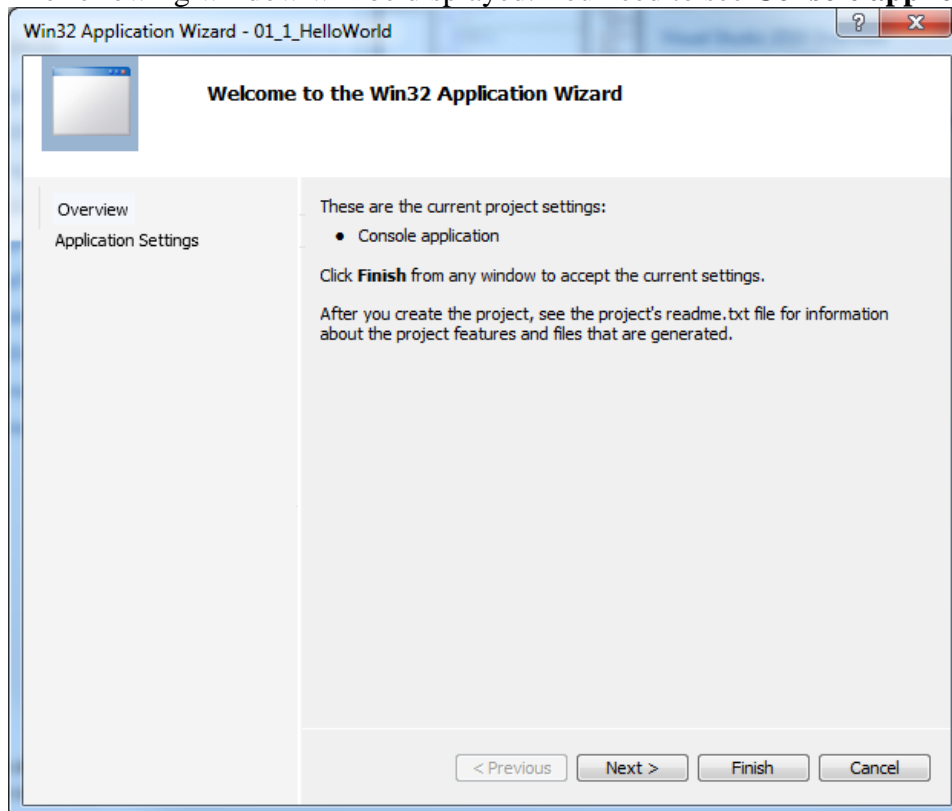 Win32 Application Wizard - 01_1_HelloWorld
Welcome to the Win32 Application Wizard
Overview
Application Settings
These are the current project settings:
• Console application
Click Finish from any window to accept the current settings.
After you create the project, see the project's readme.txt file for information
about the project features and files that are generated.
< Previous Next > Finish Cancel